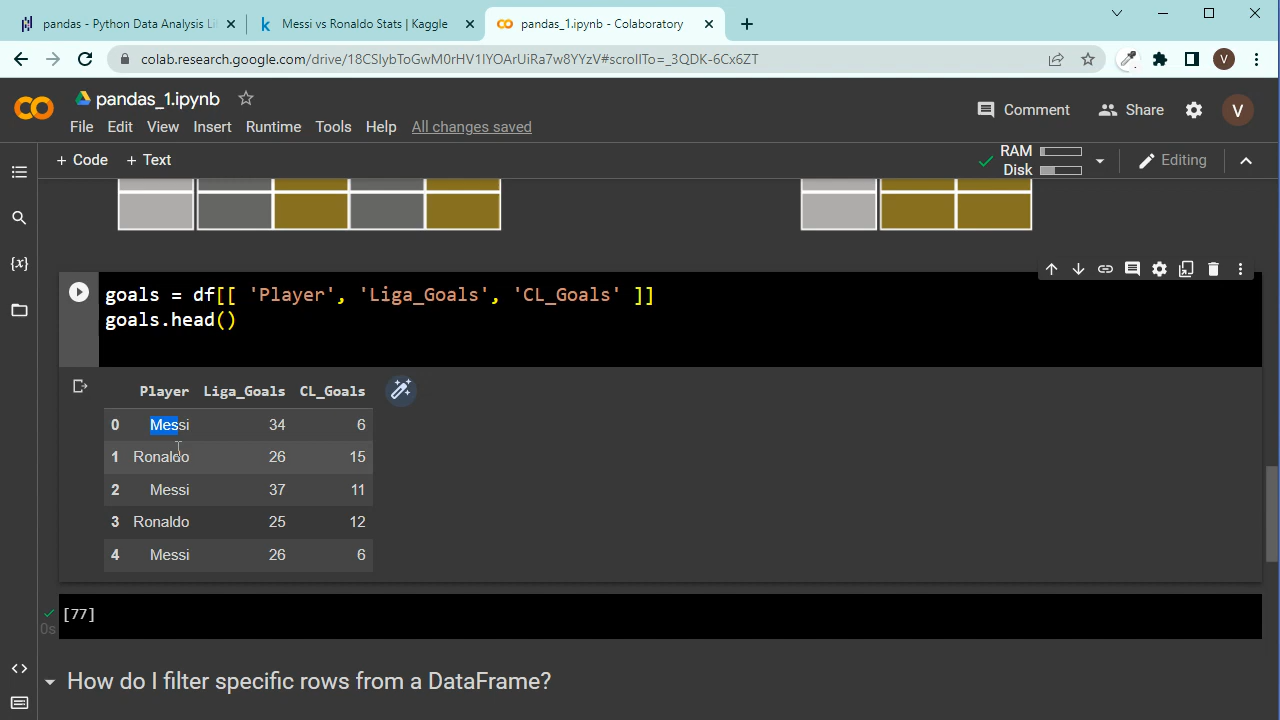 pandas - Python Data Analysis Li
Messi vs Ronaldo Stats | Kaggle
pandas_1.ipynb - Colaboratory
colab.research.google.com/drive/18CSIybToGwM0rHV1IYOArUiRa7w8YYzV#scrollTo=_3QDK-6Cx6ZT
V
pandas_1.ipynb
Comment
Share
V
File Edit View Insert Runtime Tools Help All changes saved
+ Code + Text
RAM
Disk
Editing
{x}
goals = df[[ 'Player', 'Liga_Goals', 'CL_Goals' ]]
goals.head()
Player Liga_Goals CL_Goals
0 Messi 34 6
1 Ronaldo 26 15
2 Messi 37 11
3 Ronaldo 25 12
4 Messi 26 6
[77]
0s
How do I filter specific rows from a DataFrame?